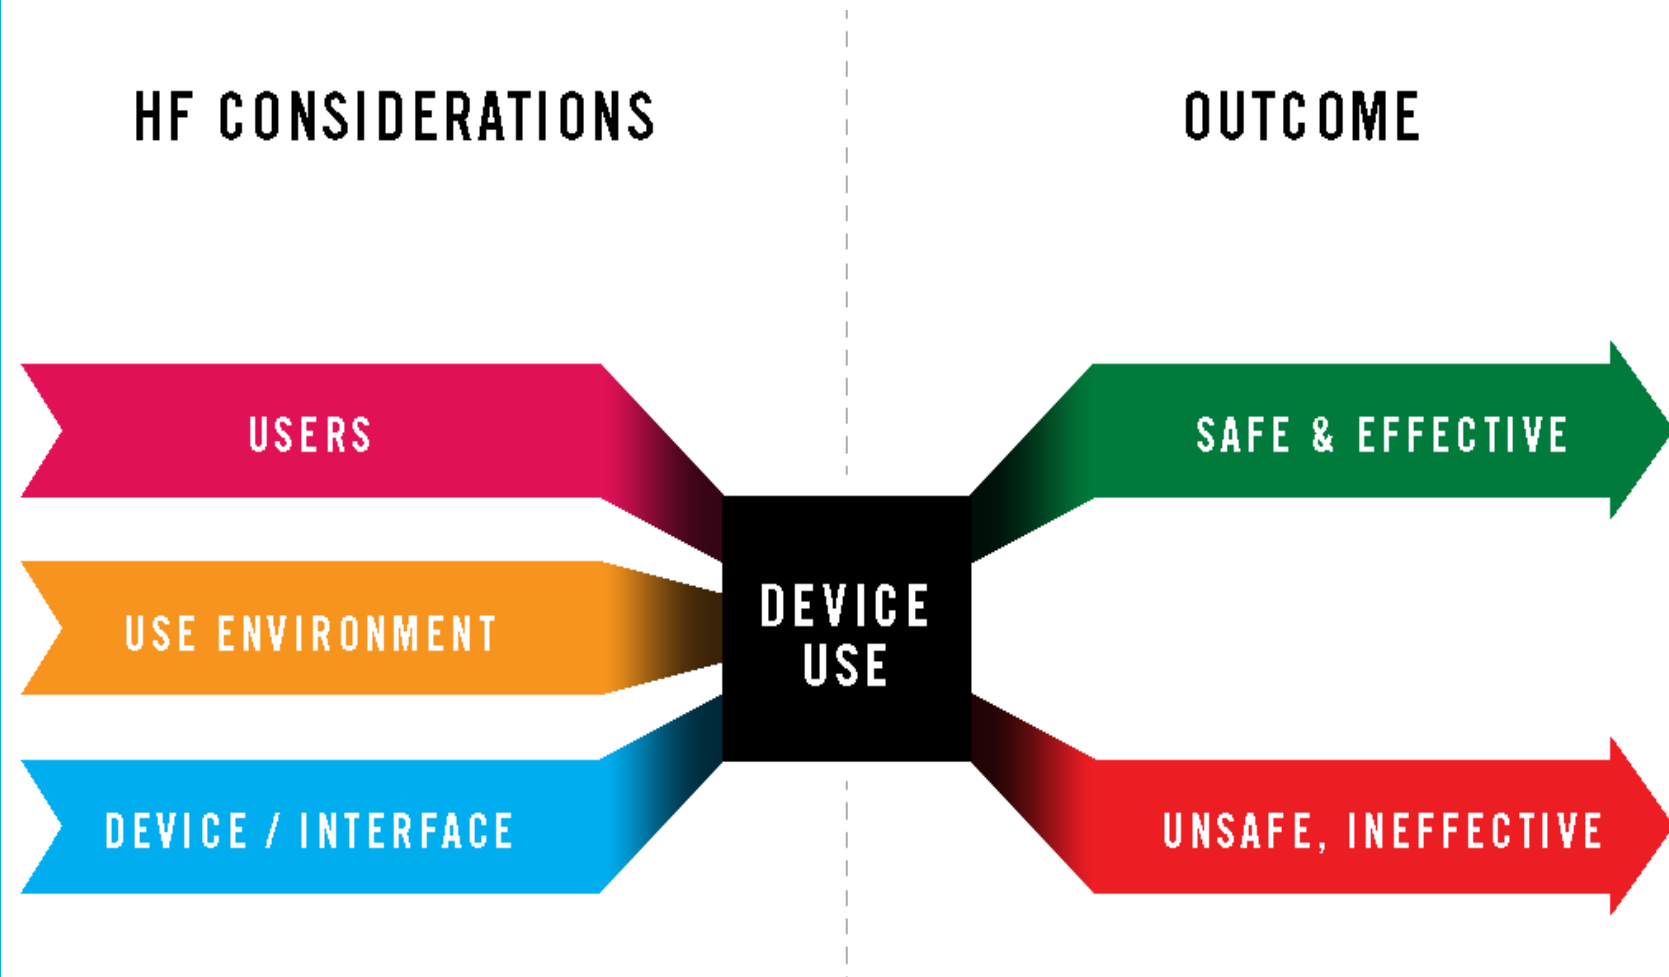 HF CONSIDERATIONS
OUTCOME
USERS
USE ENVIRONMENT
DEVICE / INTERFACE
DEVICE
USE
SAFE & EFFECTIVE
UNSAFE, INEFFECTIVE